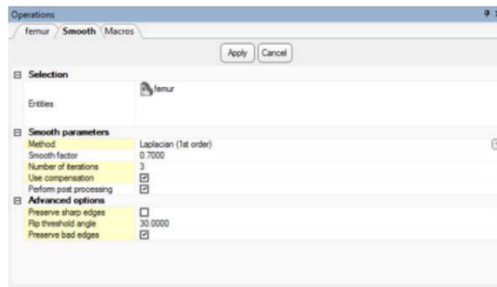 Operations
femur Smooth Macros
Apply Cancel
Selection
Entities femur
Smooth parameters
Method Laplacian (1st order)
Smooth factor 0.7000
Number of iterations 3
Use compensation
Perform post processing
Advanced options
Preserve sharp edges
Flip threshold angle 30.0000
Preserve bad edges